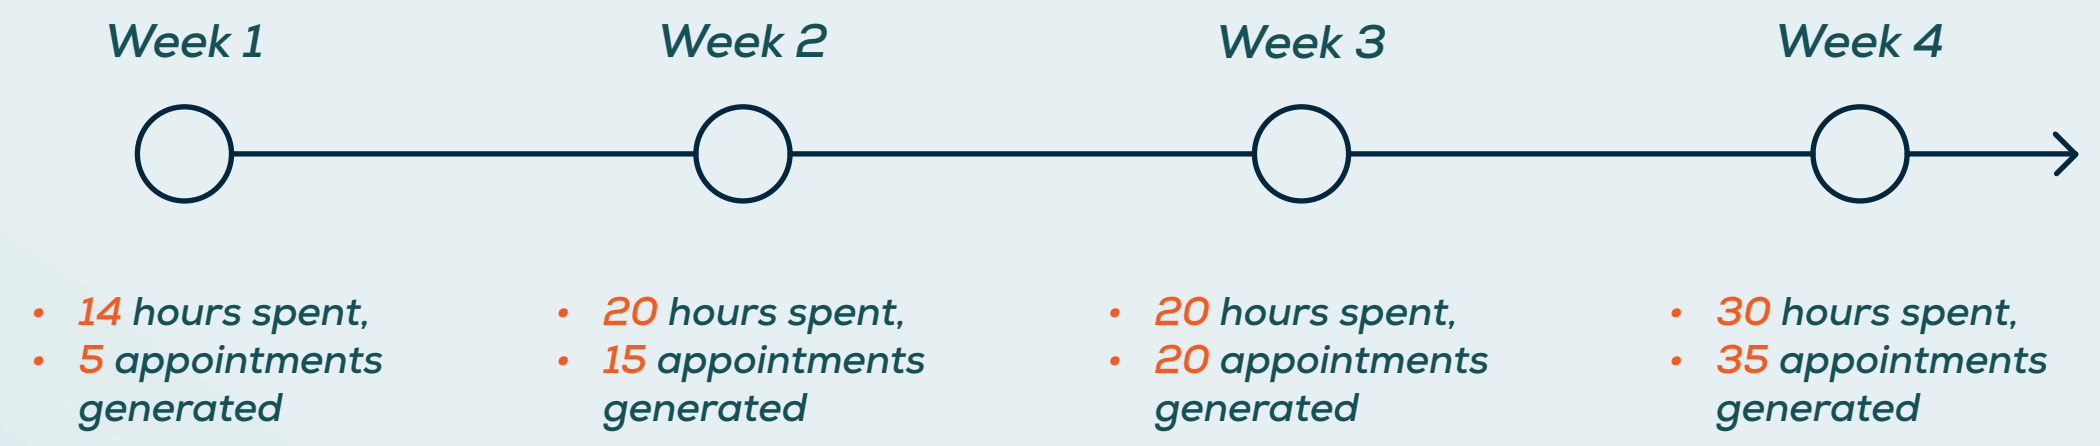 Week 1
Week 2
Week 3
Week 4
• 14 hours spent,
• 5 appointments
generated
• 20 hours spent,
• 15 appointments
generated
• 20 hours spent,
• 20 appointments
generated
• 30 hours spent,
• 35 appointments
generated